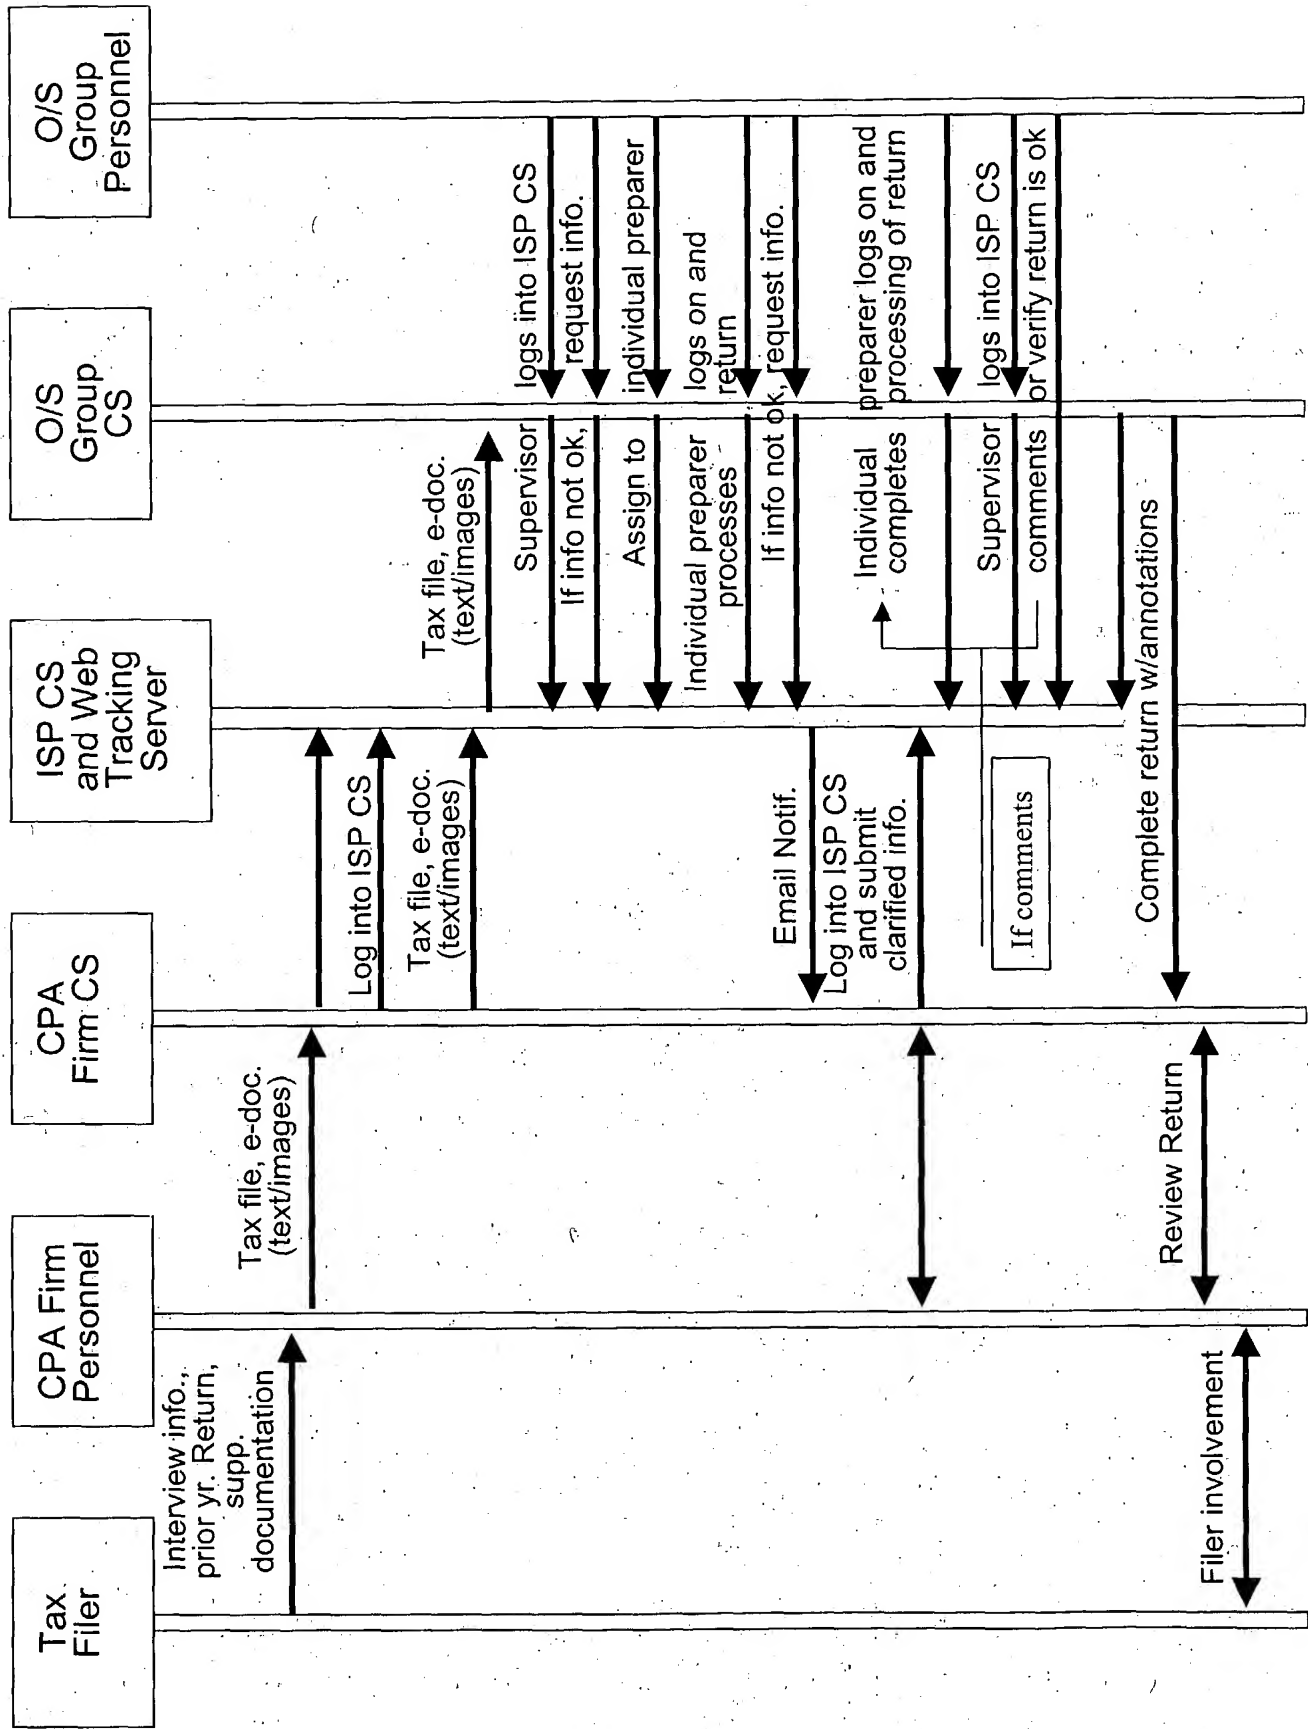 Tax
Filer
CPA Firm
Personnel
CPA
Firm CS
ISP CS
and Web
Tracking
Server
O/S
Group
CS
O/S
Group
Personnel
Interview info.,
prior yr. Return,
supp.
documentation
Tax file, e-doc.
(text/images)
Log into ISP CS
Tax file, e-doc.
(text/images)
Tax file, e-doc.
(text/images)
Supervisor logs into ISP CS
If info not ok, request info.
Assign to individual preparer
Individual preparer logs on and
processes return
If info not ok, request info.
Email Notif.
Log into ISP CS
and submit
clarified info.
Individual preparer logs on and
completes processing of return
Supervisor logs into ISP CS
comments or verify return is ok
If comments
Complete return w/annotations
Review Return
Filer involvement